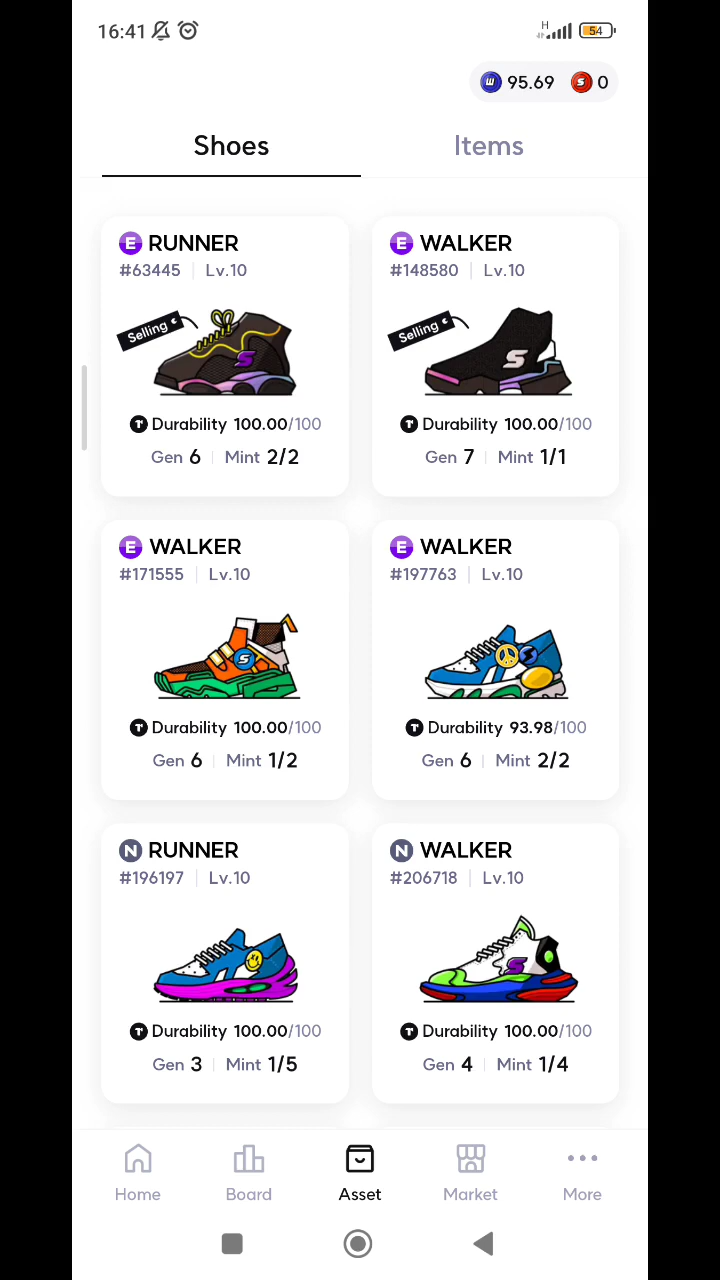 16:41 H 54
W 95.69 S 0
Shoes Items
E RUNNER
#63445 Lv.10
Selling
S
T Durability 100.00/100
Gen 6 Mint 2/2
E WALKER
#148580 Lv.10
Selling
S
T Durability 100.00/100
Gen 7 Mint 1/1
E WALKER
#171555 Lv.10
S
T Durability 100.00/100
Gen 6 Mint 1/2
E WALKER
#197763 Lv.10
S
T Durability 93.98/100
Gen 6 Mint 2/2
N RUNNER
#196197 Lv.10
T Durability 100.00/100
Gen 3 Mint 1/5
N WALKER
#206718 Lv.10
S
T Durability 100.00/100
Gen 4 Mint 1/4
Home Board Asset Market More